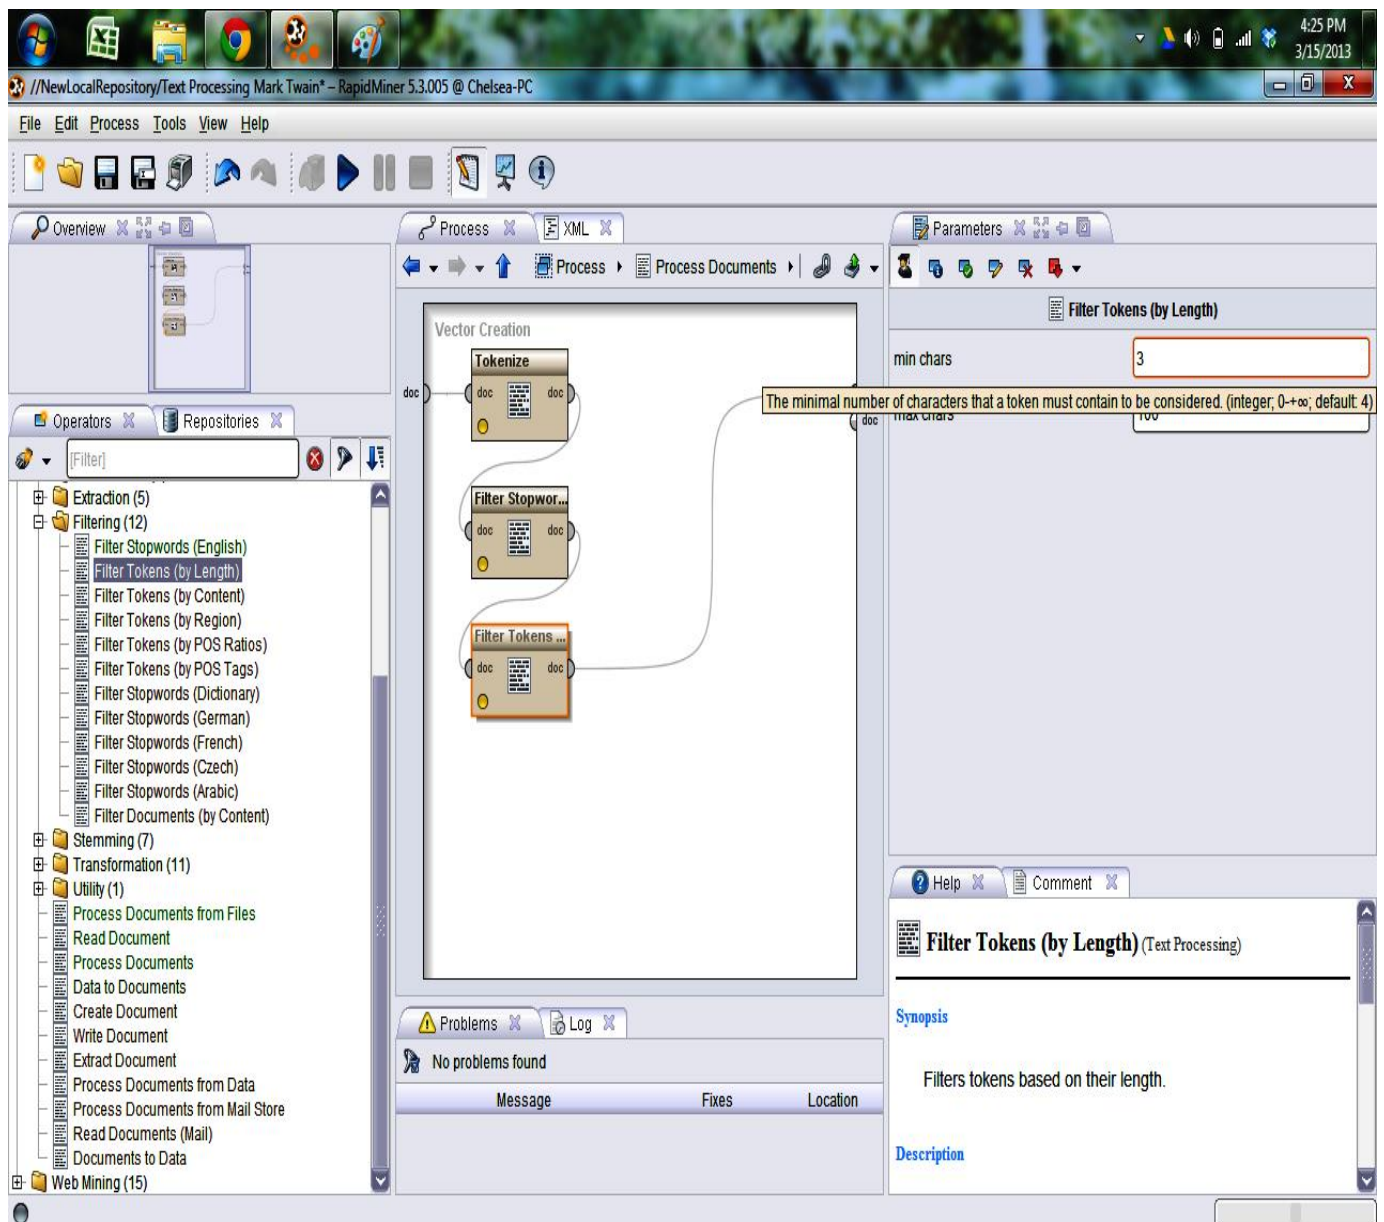 4:25 PM
3/15/2013
//NewLocalRepository/Text Processing Mark Twain* – RapidMiner 5.3.005 @ Chelsea-PC
File Edit Process Tools View Help
Overview
Process XML
Parameters
Process Process Documents
Filter Tokens (by Length)
Vector Creation
min chars 3
Tokenize
doc doc doc
The minimal number of characters that a token must contain to be considered. (integer; 0-+∞; default: 4)
doc
Operators Repositories
[Filter]
Extraction (5)
Filtering (12)
Filter Stopwords (English)
Filter Tokens (by Length)
Filter Tokens (by Content)
Filter Tokens (by Region)
Filter Tokens (by POS Ratios)
Filter Tokens (by POS Tags)
Filter Stopwords (Dictionary)
Filter Stopwords (German)
Filter Stopwords (French)
Filter Stopwords (Czech)
Filter Stopwords (Arabic)
Filter Documents (by Content)
Stemming (7)
Transformation (11)
Utility (1)
Process Documents from Files
Read Document
Process Documents
Data to Documents
Create Document
Write Document
Extract Document
Process Documents from Data
Process Documents from Mail Store
Read Documents (Mail)
Documents to Data
Web Mining (15)
Filter Stopwor...
doc doc
Filter Tokens ...
doc doc
Problems Log
No problems found
Message Fixes Location
Help Comment
Filter Tokens (by Length) (Text Processing)
Synopsis
Filters tokens based on their length.
Description